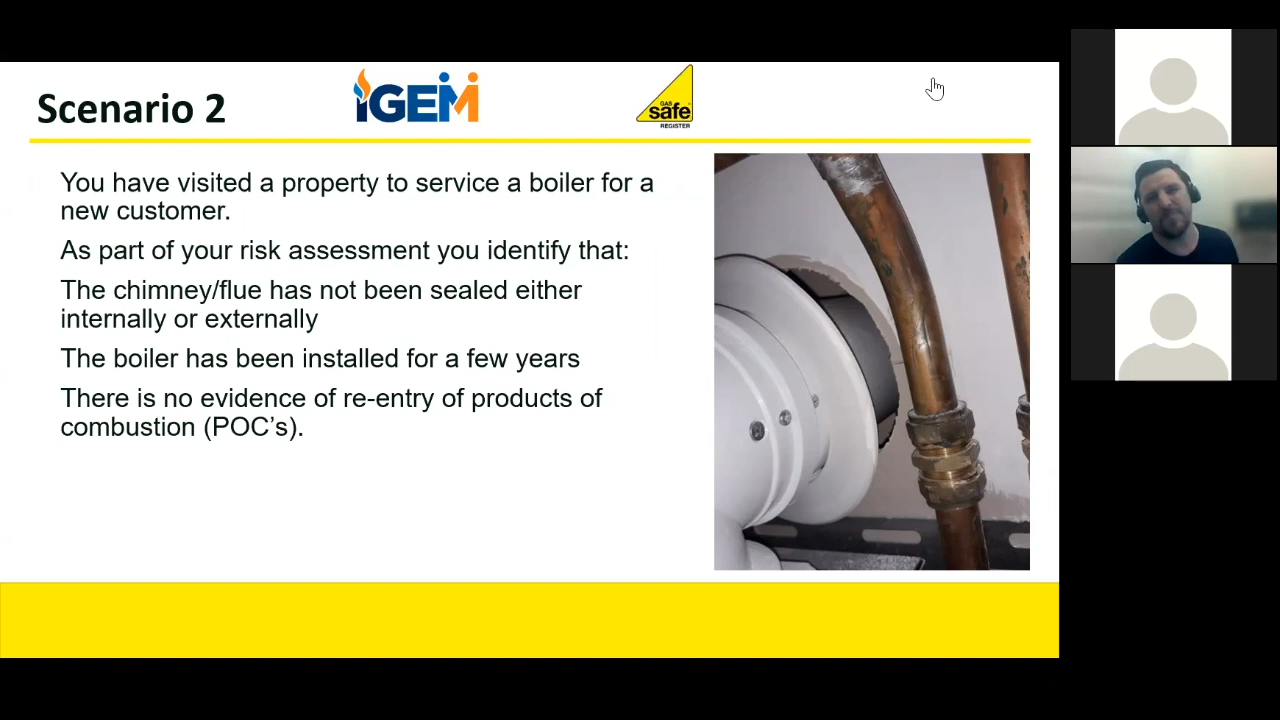 Scenario 2
iGEM
GAS
safe
REGISTER
You have visited a property to service a boiler for a
new customer.
As part of your risk assessment you identify that:
The chimney/flue has not been sealed either
internally or externally
The boiler has been installed for a few years
There is no evidence of re-entry of products of
combustion (POC’s).